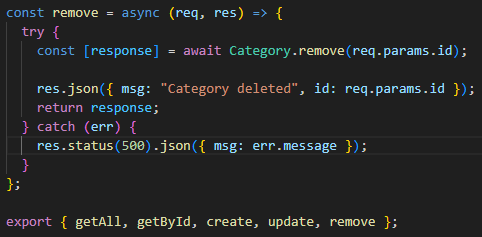 const remove = async (req, res) => {
  try {
    const [response] = await Category.remove(req.params.id);

    res.json({ msg: "Category deleted", id: req.params.id });
    return response;
  } catch (err) {
    res.status(500).json({ msg: err.message });
  }
};

export { getAll, getById, create, update, remove };